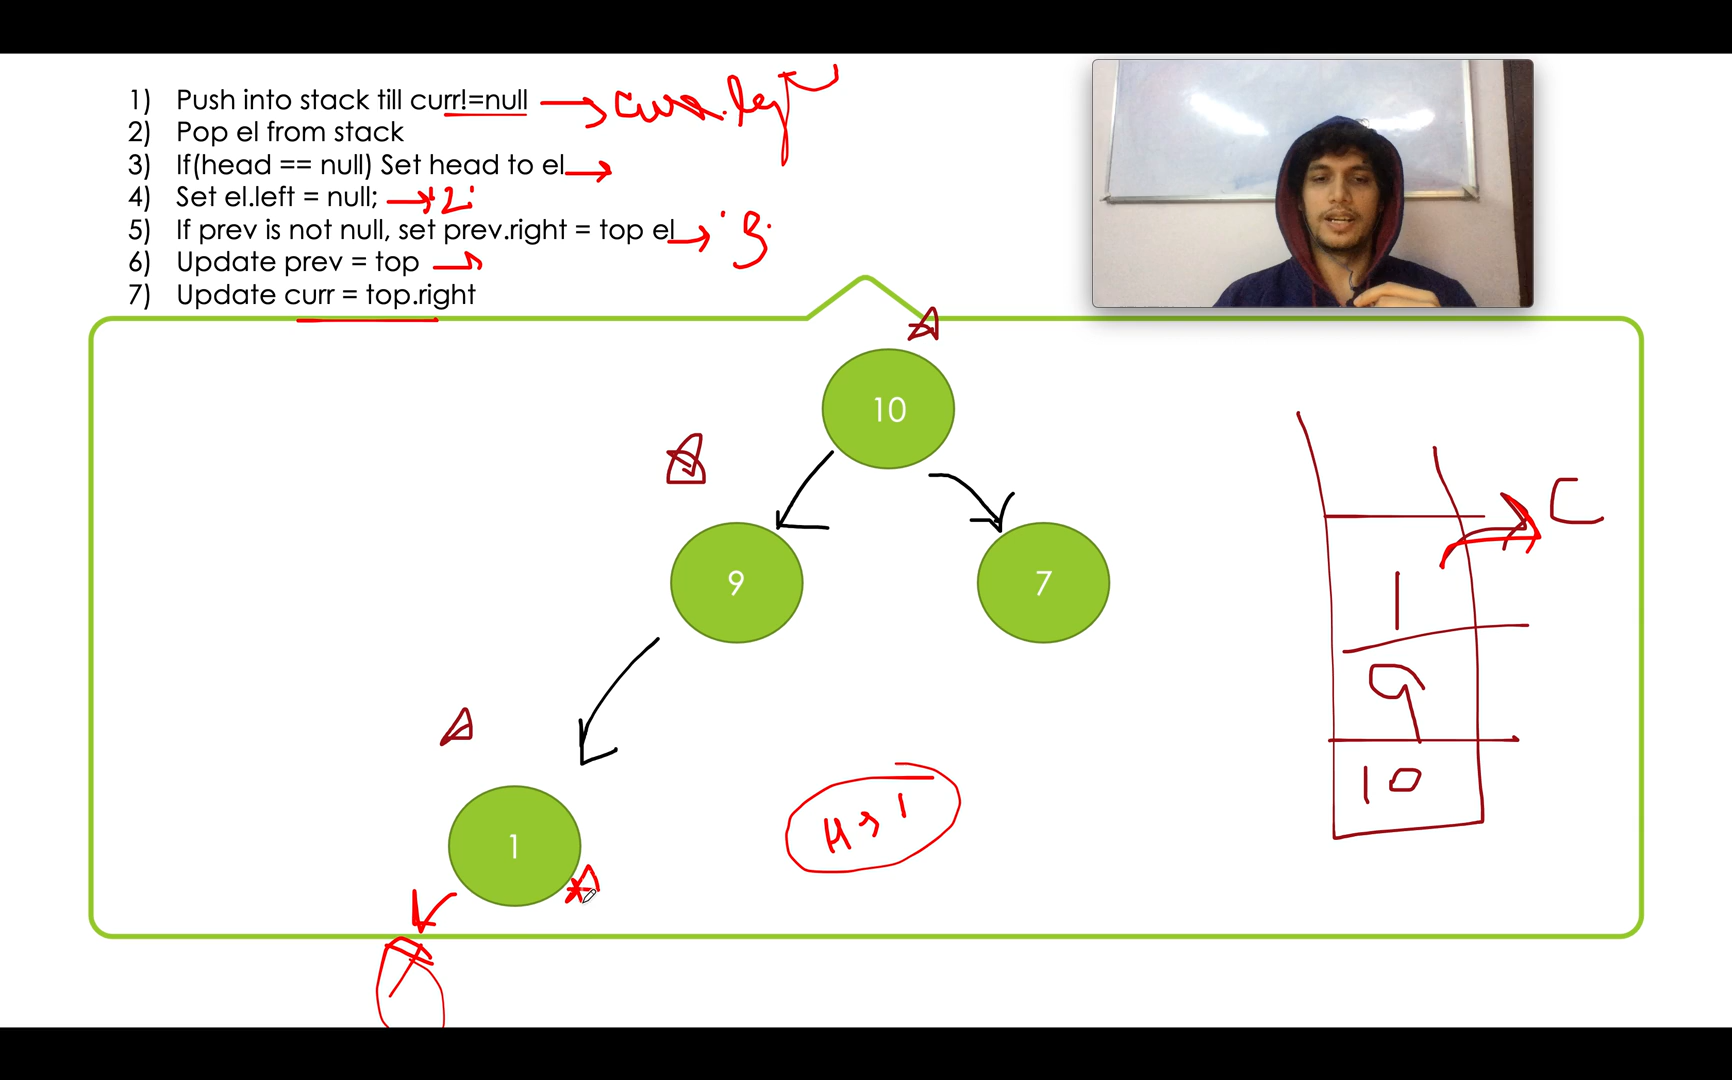 1) Push into stack till curr!=null curr.left
2) Pop el from stack
3) If(head == null) Set head to el
4) Set el.left = null; 2
5) If prev is not null, set prev.right = top el 3
6) Update prev = top
7) Update curr = top.right
10
9
7
1
1
9
10